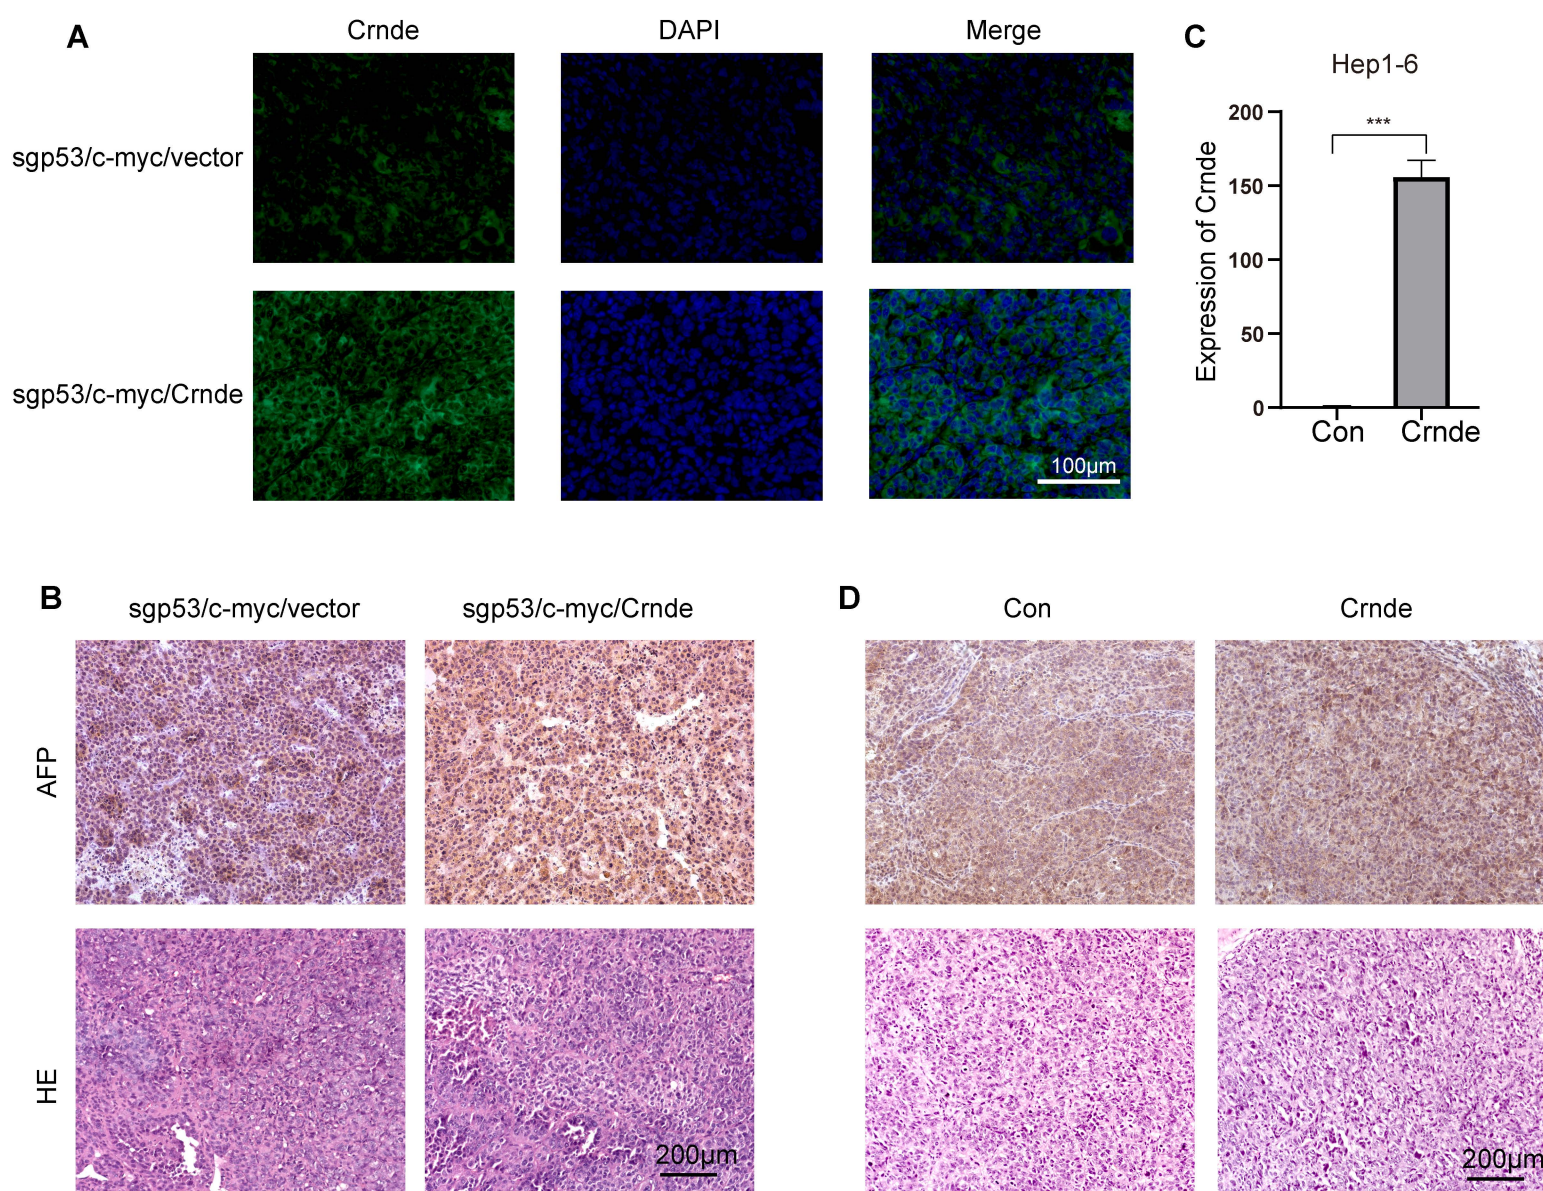 A
Crnde
DAPI
Merge
sgp53/c-myc/vector
sgp53/c-myc/Crnde
100μm
C
Hep1-6
***
Expression of Crnde
200
150
100
50
0
Con
Crnde
B
sgp53/c-myc/vector
sgp53/c-myc/Crnde
AFP
HE
200μm
D
Con
Crnde
200μm